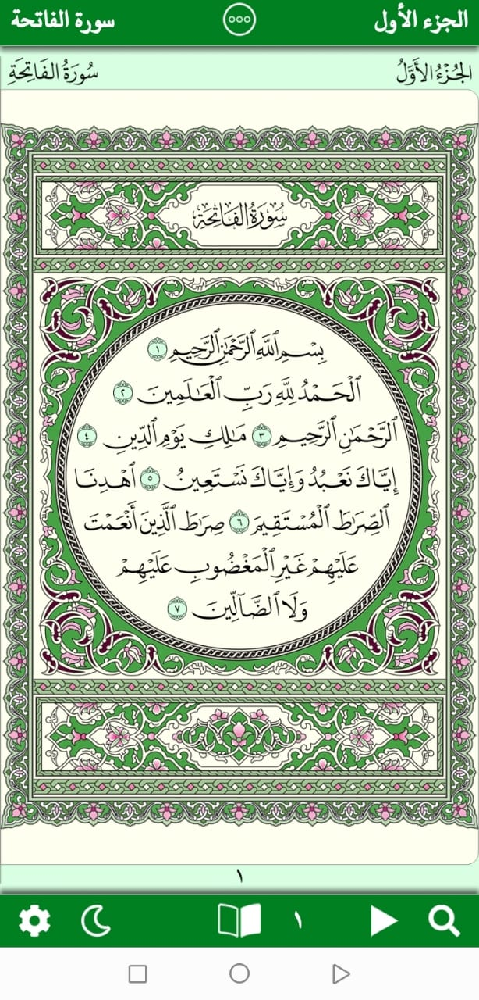 الجزء الأول
سورة الفاتحة
الجُزْءُ الأَوَّلُ
سُورَةُ الفَاتِحَةِ
سُورَةُ الفَاتِحَةِ
بِسْمِ ٱللَّهِ ٱلرَّحْمَٰنِ ٱلرَّحِيمِ ١
ٱلْحَمْدُ لِلَّهِ رَبِّ ٱلْعَٰلَمِينَ ٢
ٱلرَّحْمَٰنِ ٱلرَّحِيمِ ٣ مَٰلِكِ يَوْمِ ٱلدِّينِ ٤
إِيَّاكَ نَعْبُدُ وَإِيَّاكَ نَسْتَعِينُ ٥ ٱهْدِنَا
ٱلصِّرَٰطَ ٱلْمُسْتَقِيمَ ٦ صِرَٰطَ ٱلَّذِينَ أَنْعَمْتَ
عَلَيْهِمْ غَيْرِ ٱلْمَغْضُوبِ عَلَيْهِمْ
وَلَا ٱلضَّآلِّينَ ٧
١
١